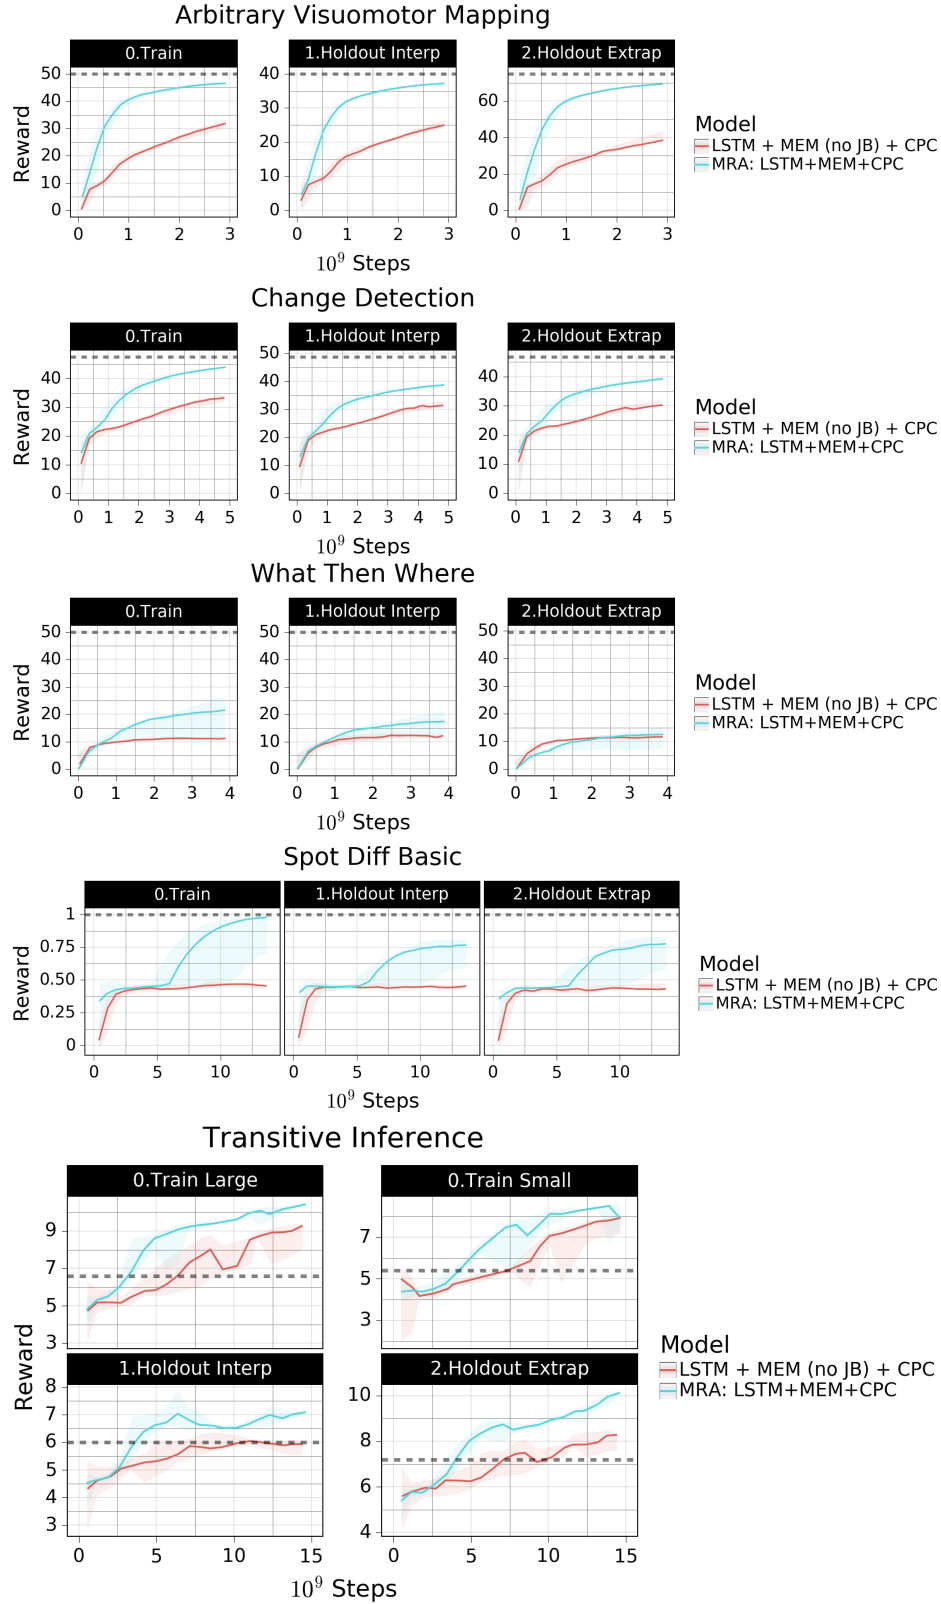 Arbitrary Visuomotor Mapping
0.Train 1.Holdout Interp 2.Holdout Extrap
Reward
50 40 30 20 10 0
40 30 20 10 0
60 40 20 0
0 1 2 3 0 1 2 3 0 1 2 3
10^9 Steps
Model
LSTM + MEM (no JB) + CPC
MRA: LSTM+MEM+CPC
Change Detection
0.Train 1.Holdout Interp 2.Holdout Extrap
Reward
40 30 20 10 0
50 40 30 20 10 0
40 30 20 10 0
0 1 2 3 4 5 0 1 2 3 4 5 0 1 2 3 4 5
10^9 Steps
Model
LSTM + MEM (no JB) + CPC
MRA: LSTM+MEM+CPC
What Then Where
0.Train 1.Holdout Interp 2.Holdout Extrap
Reward
50 40 30 20 10 0
50 40 30 20 10 0
50 40 30 20 10 0
0 1 2 3 4 0 1 2 3 4 0 1 2 3 4
10^9 Steps
Model
LSTM + MEM (no JB) + CPC
MRA: LSTM+MEM+CPC
Spot Diff Basic
0.Train 1.Holdout Interp 2.Holdout Extrap
Reward
1 0.75 0.50 0.25 0
0 5 10 0 5 10 0 5 10
10^9 Steps
Model
LSTM + MEM (no JB) + CPC
MRA: LSTM+MEM+CPC
Transitive Inference
0.Train Large 0.Train Small
9 7 5 3
7 5 3
Reward
1.Holdout Interp 2.Holdout Extrap
8 7 6 5 4 3
10 8 6 4
0 5 10 15 0 5 10 15
10^9 Steps
Model
LSTM + MEM (no JB) + CPC
MRA: LSTM+MEM+CPC